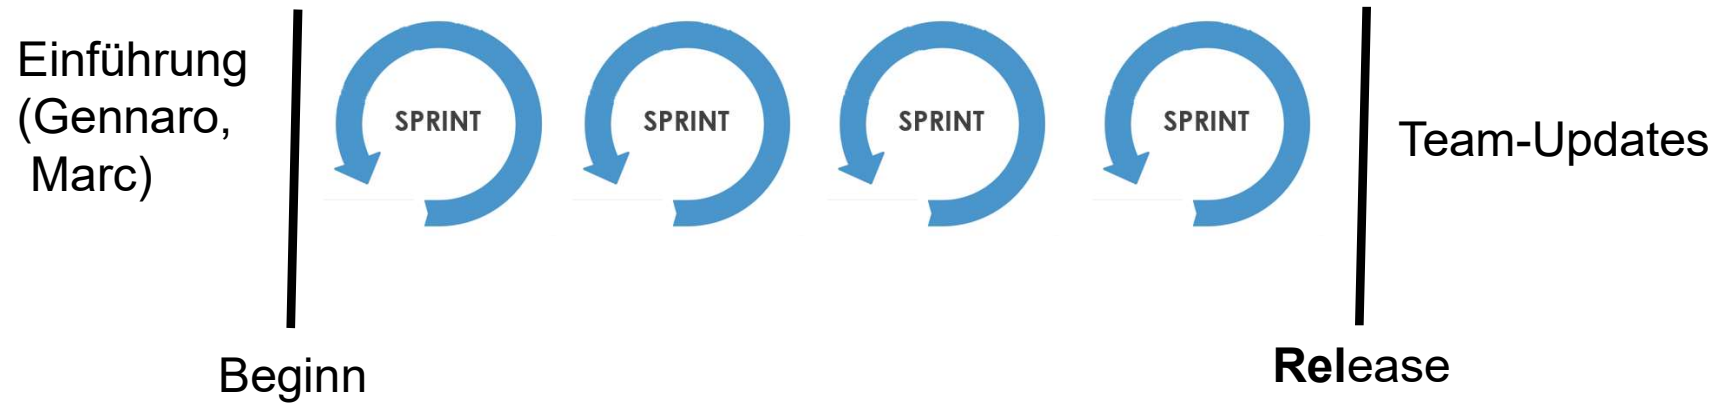 Einführung
(Gennaro,
Marc)
SPRINT
SPRINT
SPRINT
SPRINT
Team-Updates
Beginn
Release